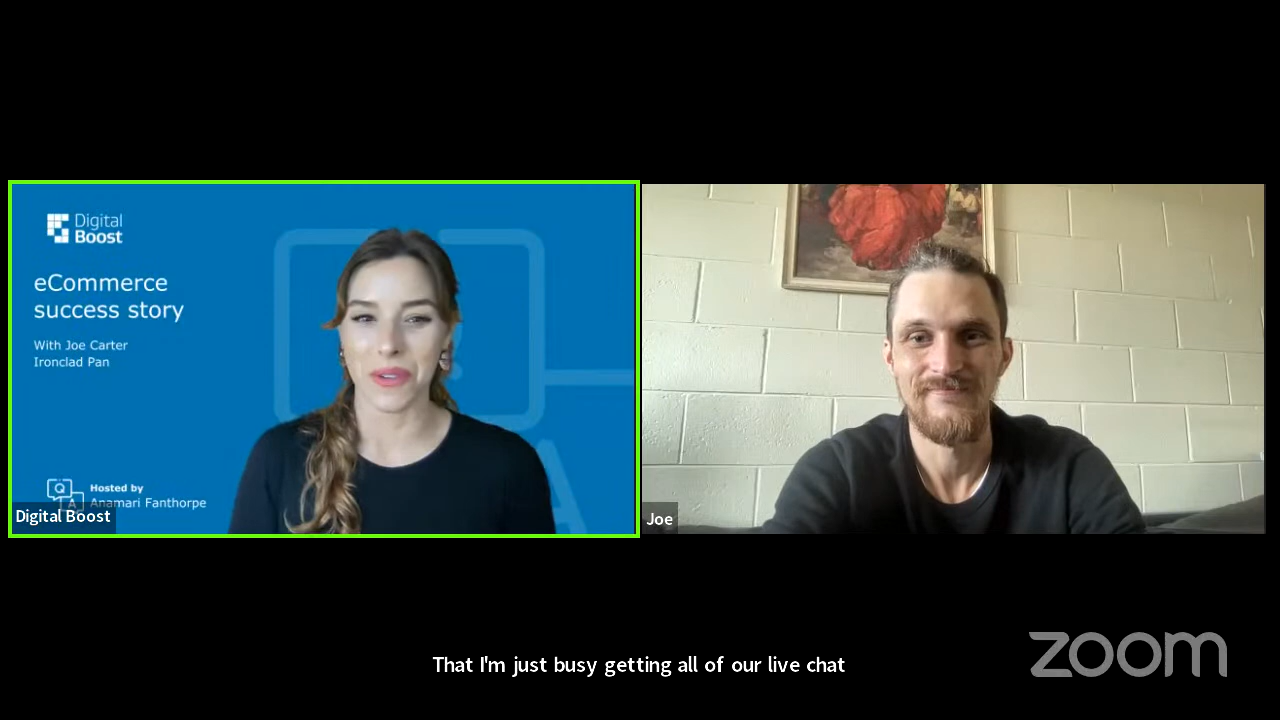 Digital
Boost
eCommerce
success story
With Joe Carter
Ironclad Pan
Q
A
Hosted by
Anamari Fanthorpe
Digital Boost
Joe
That I'm just busy getting all of our live chat
zoom